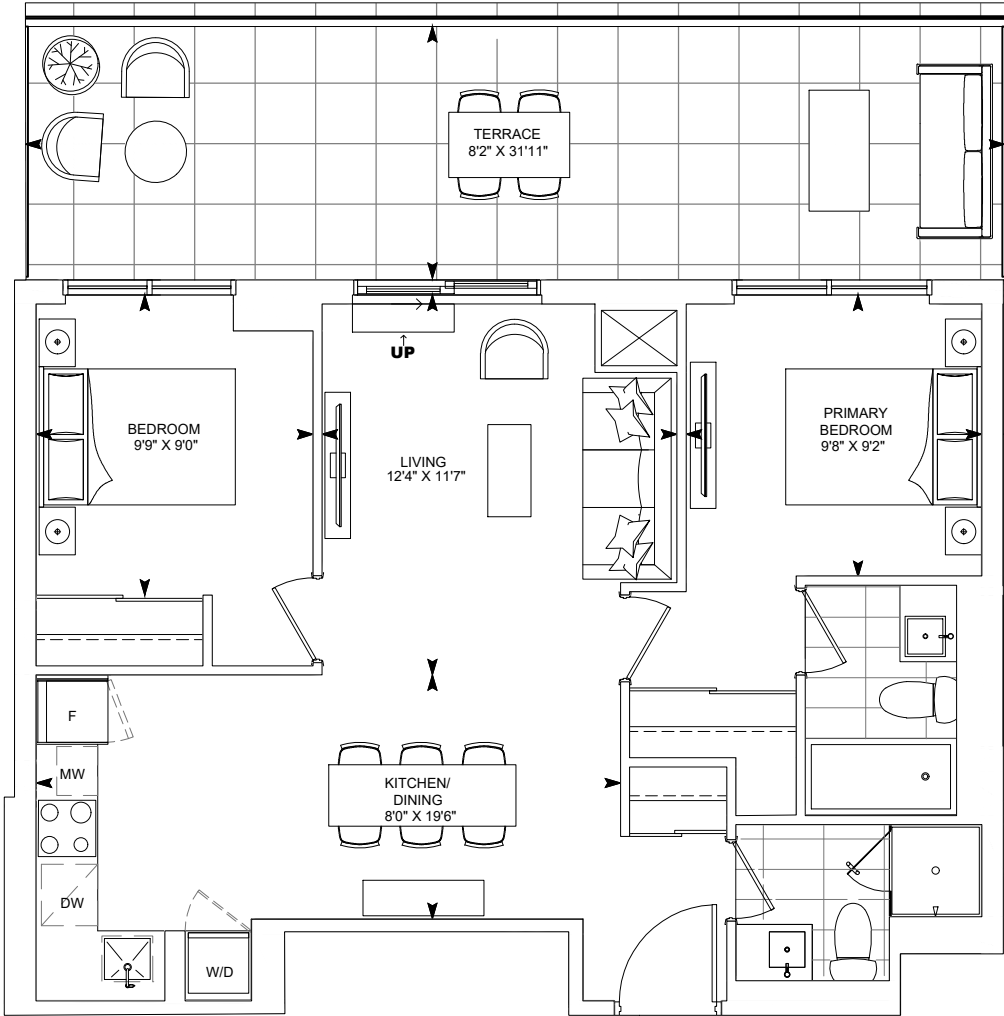 TERRACE
8'2" X 31'11"
UP
BEDROOM
9'9" X 9'0"
LIVING
12'4" X 11'7"
PRIMARY
BEDROOM
9'8" X 9'2"
F
MW
KITCHEN/
DINING
8'0" X 19'6"
DW
W/D